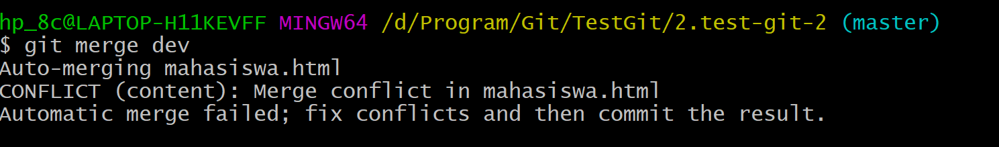 hp_8c@LAPTOP-H11KEVFF MINGW64 /d/Program/Git/TestGit/2.test-git-2 (master)
$ git merge dev
Auto-merging mahasiswa.html
CONFLICT (content): Merge conflict in mahasiswa.html
Automatic merge failed; fix conflicts and then commit the result.